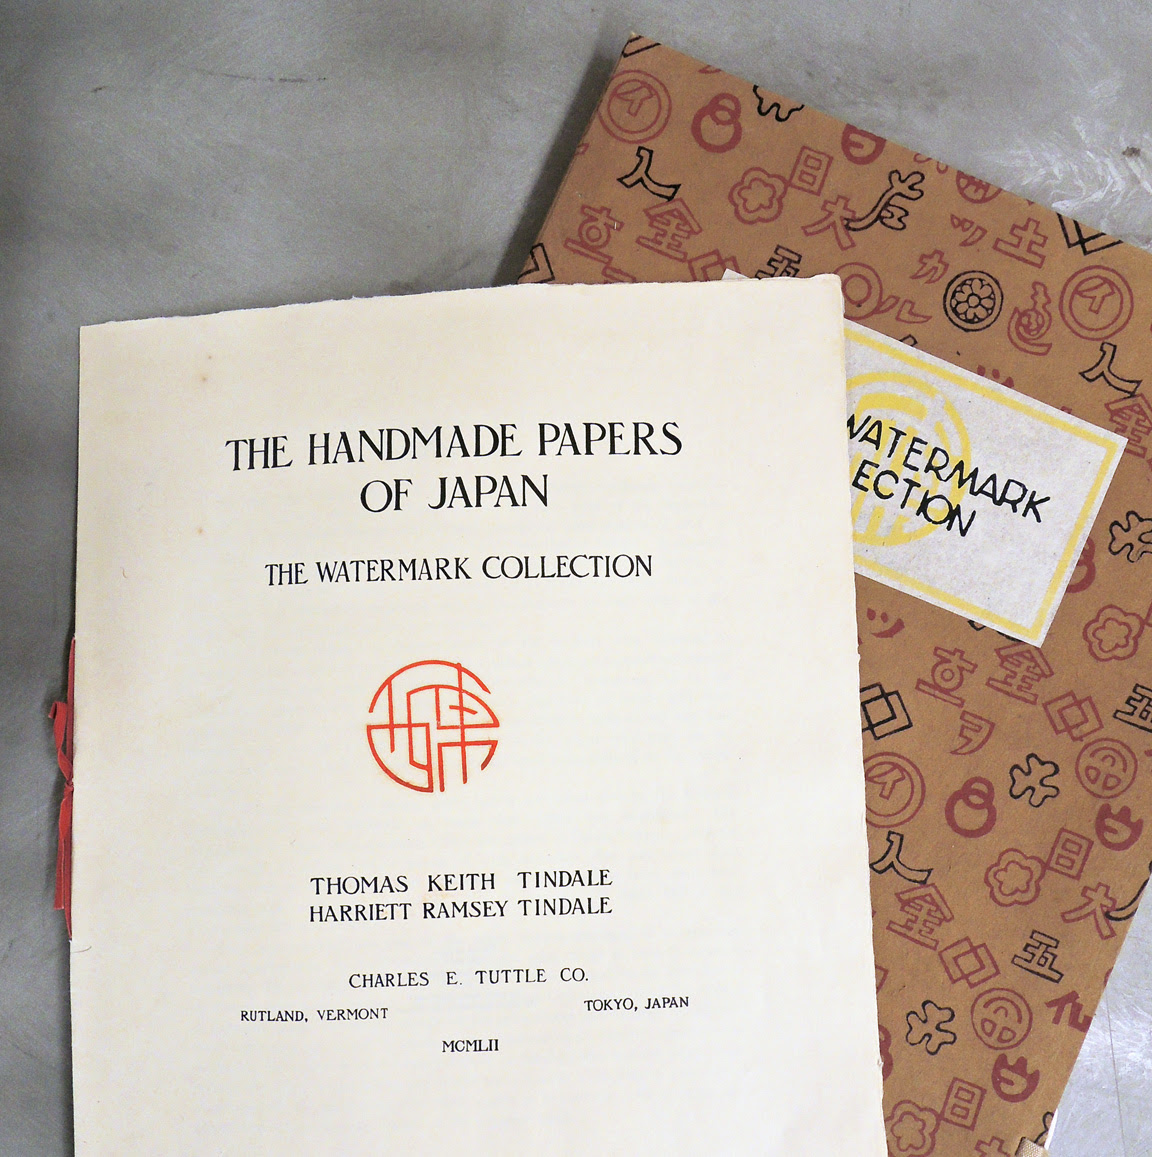 THE HANDMADE PAPERS
OF JAPAN
THE WATERMARK COLLECTION
THOMAS KEITH TINDALE
HARRIETT RAMSEY TINDALE
CHARLES E. TUTTLE CO.
RUTLAND, VERMONT
TOKYO, JAPAN
MCMLII
WATERMARK
ECTION